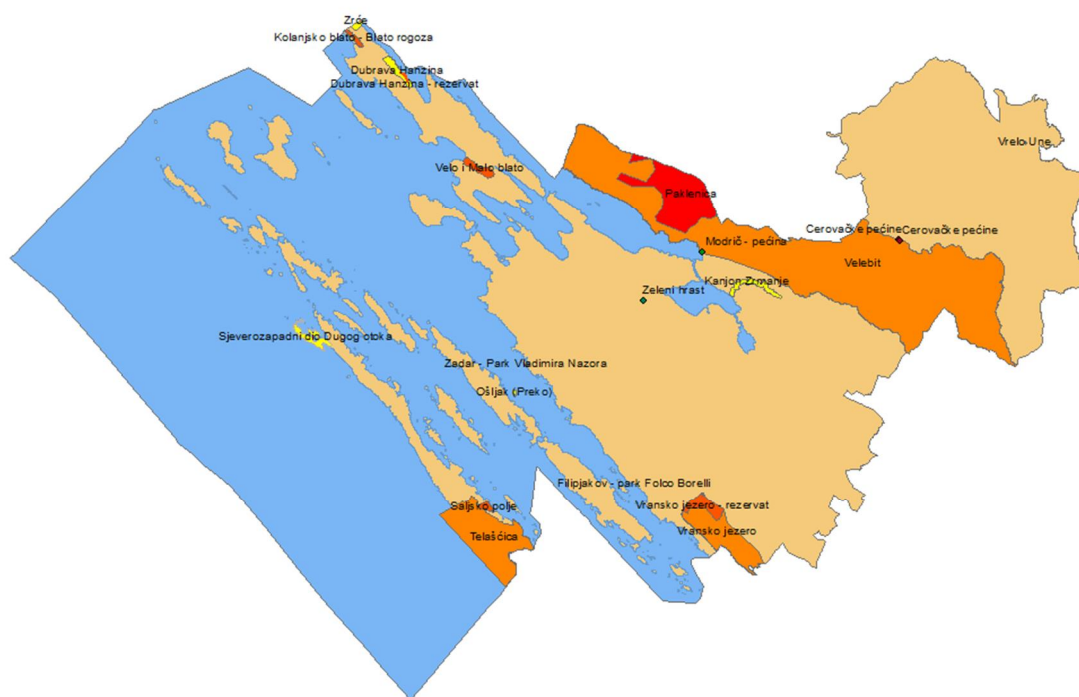 Zrće
Kolanjsko blato - Blato rogoza
Dubrava Hanzina
Dubrava Hanzina - rezervat
Vrelo Une
Velo i Malo blato
Paklenica
Cerovačke pećine
Cerovačke pećine
Modrič - pećina
Velebit
Kanjon Zrmanje
Zeleni hrast
Sjeverozapadni dio Dugog otoka
Zadar - Park Vladimira Nazora
Ošljak (Preko)
Filipjakov - park Folco Borelli
Saljsko polje
Vransko jezero - rezervat
Telašćica
Vransko jezero